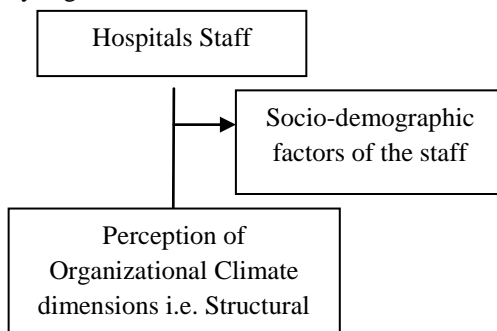 Hospitals Staff
Socio-demographic
factors of the staff
Perception of
Organizational Climate
dimensions i.e. Structural